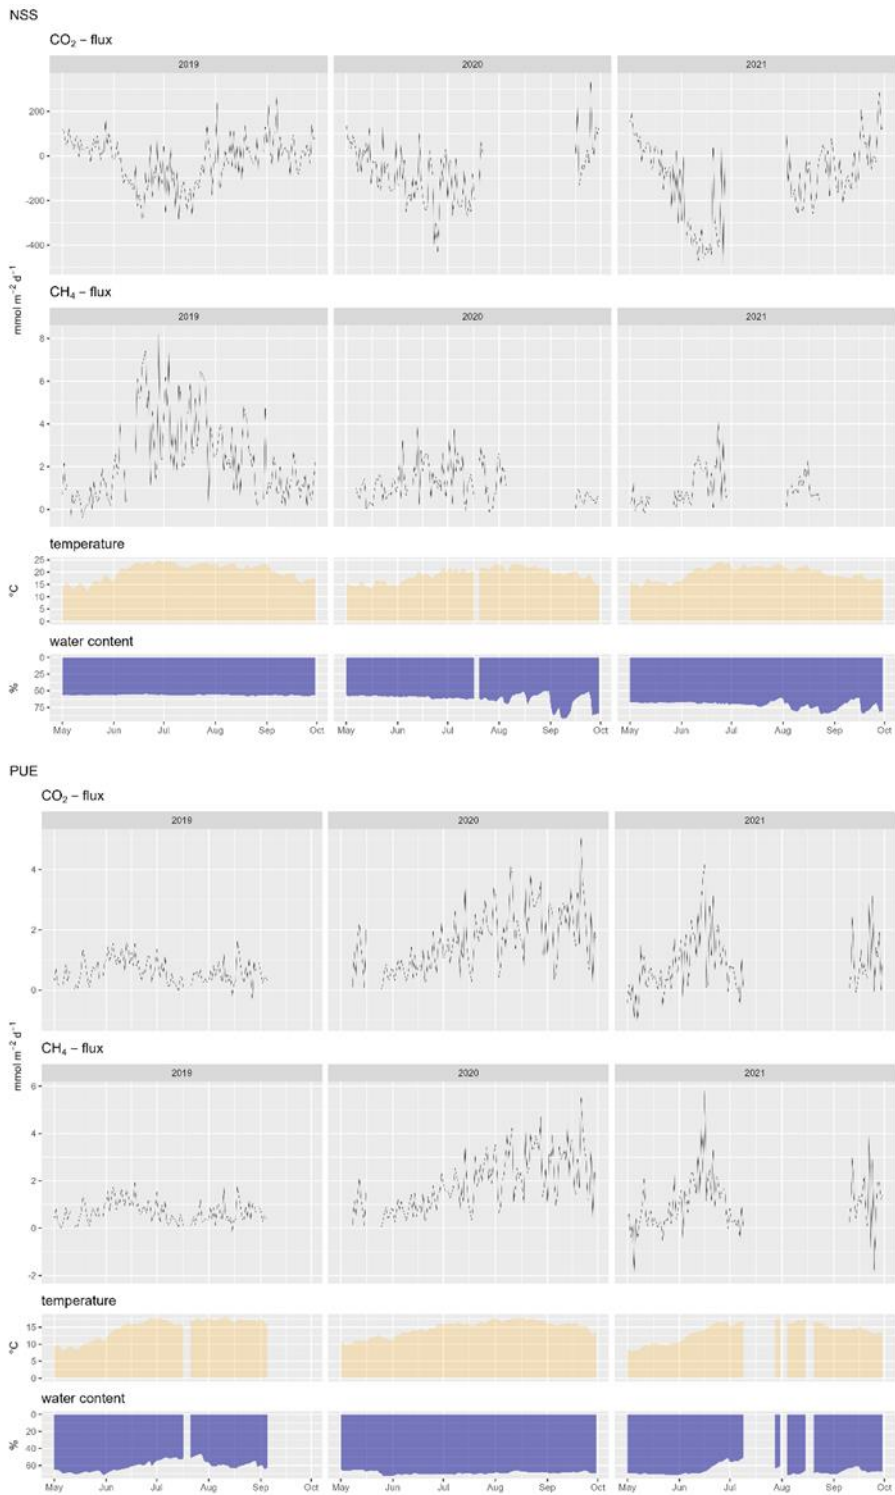 NSS
CO₂ – flux
2019 2020 2021
200
0
-200
-400
mmol m⁻² d⁻¹
CH₄ – flux
2019 2020 2021
8
6
4
2
0
temperature
25
20
15
10
5
0
°C
water content
0
25
50
75
%
May Jun Jul Aug Sep Oct May Jun Jul Aug Sep Oct May Jun Jul Aug Sep Oct
PUE
CO₂ – flux
2019 2020 2021
4
2
0
mmol m⁻² d⁻¹
CH₄ – flux
2019 2020 2021
6
4
2
0
-2
temperature
15
10
5
0
°C
water content
0
20
40
60
%
May Jun Jul Aug Sep Oct May Jun Jul Aug Sep Oct May Jun Jul Aug Sep Oct